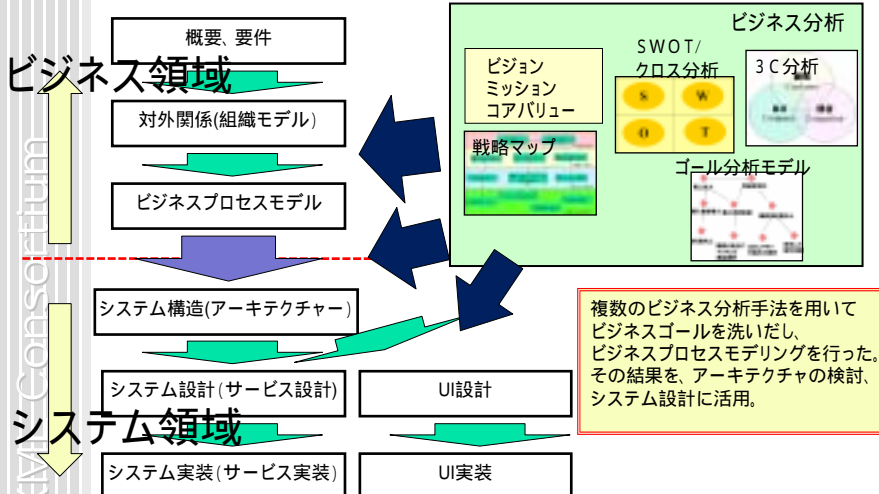 ビジネス領域
概要、要件
対外関係(組織モデル)
ビジネスプロセスモデル
システム構造(アーキテクチャー)
システム設計(サービス設計)
UI設計
システム領域
システム実装(サービス実装)
UI実装
ビジネス分析
ビジョン
ミッション
コアバリュー
SWOT/
クロス分析
S W
O T
3C分析
戦略マップ
ゴール分析モデル
複数のビジネス分析手法を用いて
ビジネスゴールを洗いだし、
ビジネスプロセスモデリングを行った。
その結果を、アーキテクチャの検討、
システム設計に活用。
Consortium